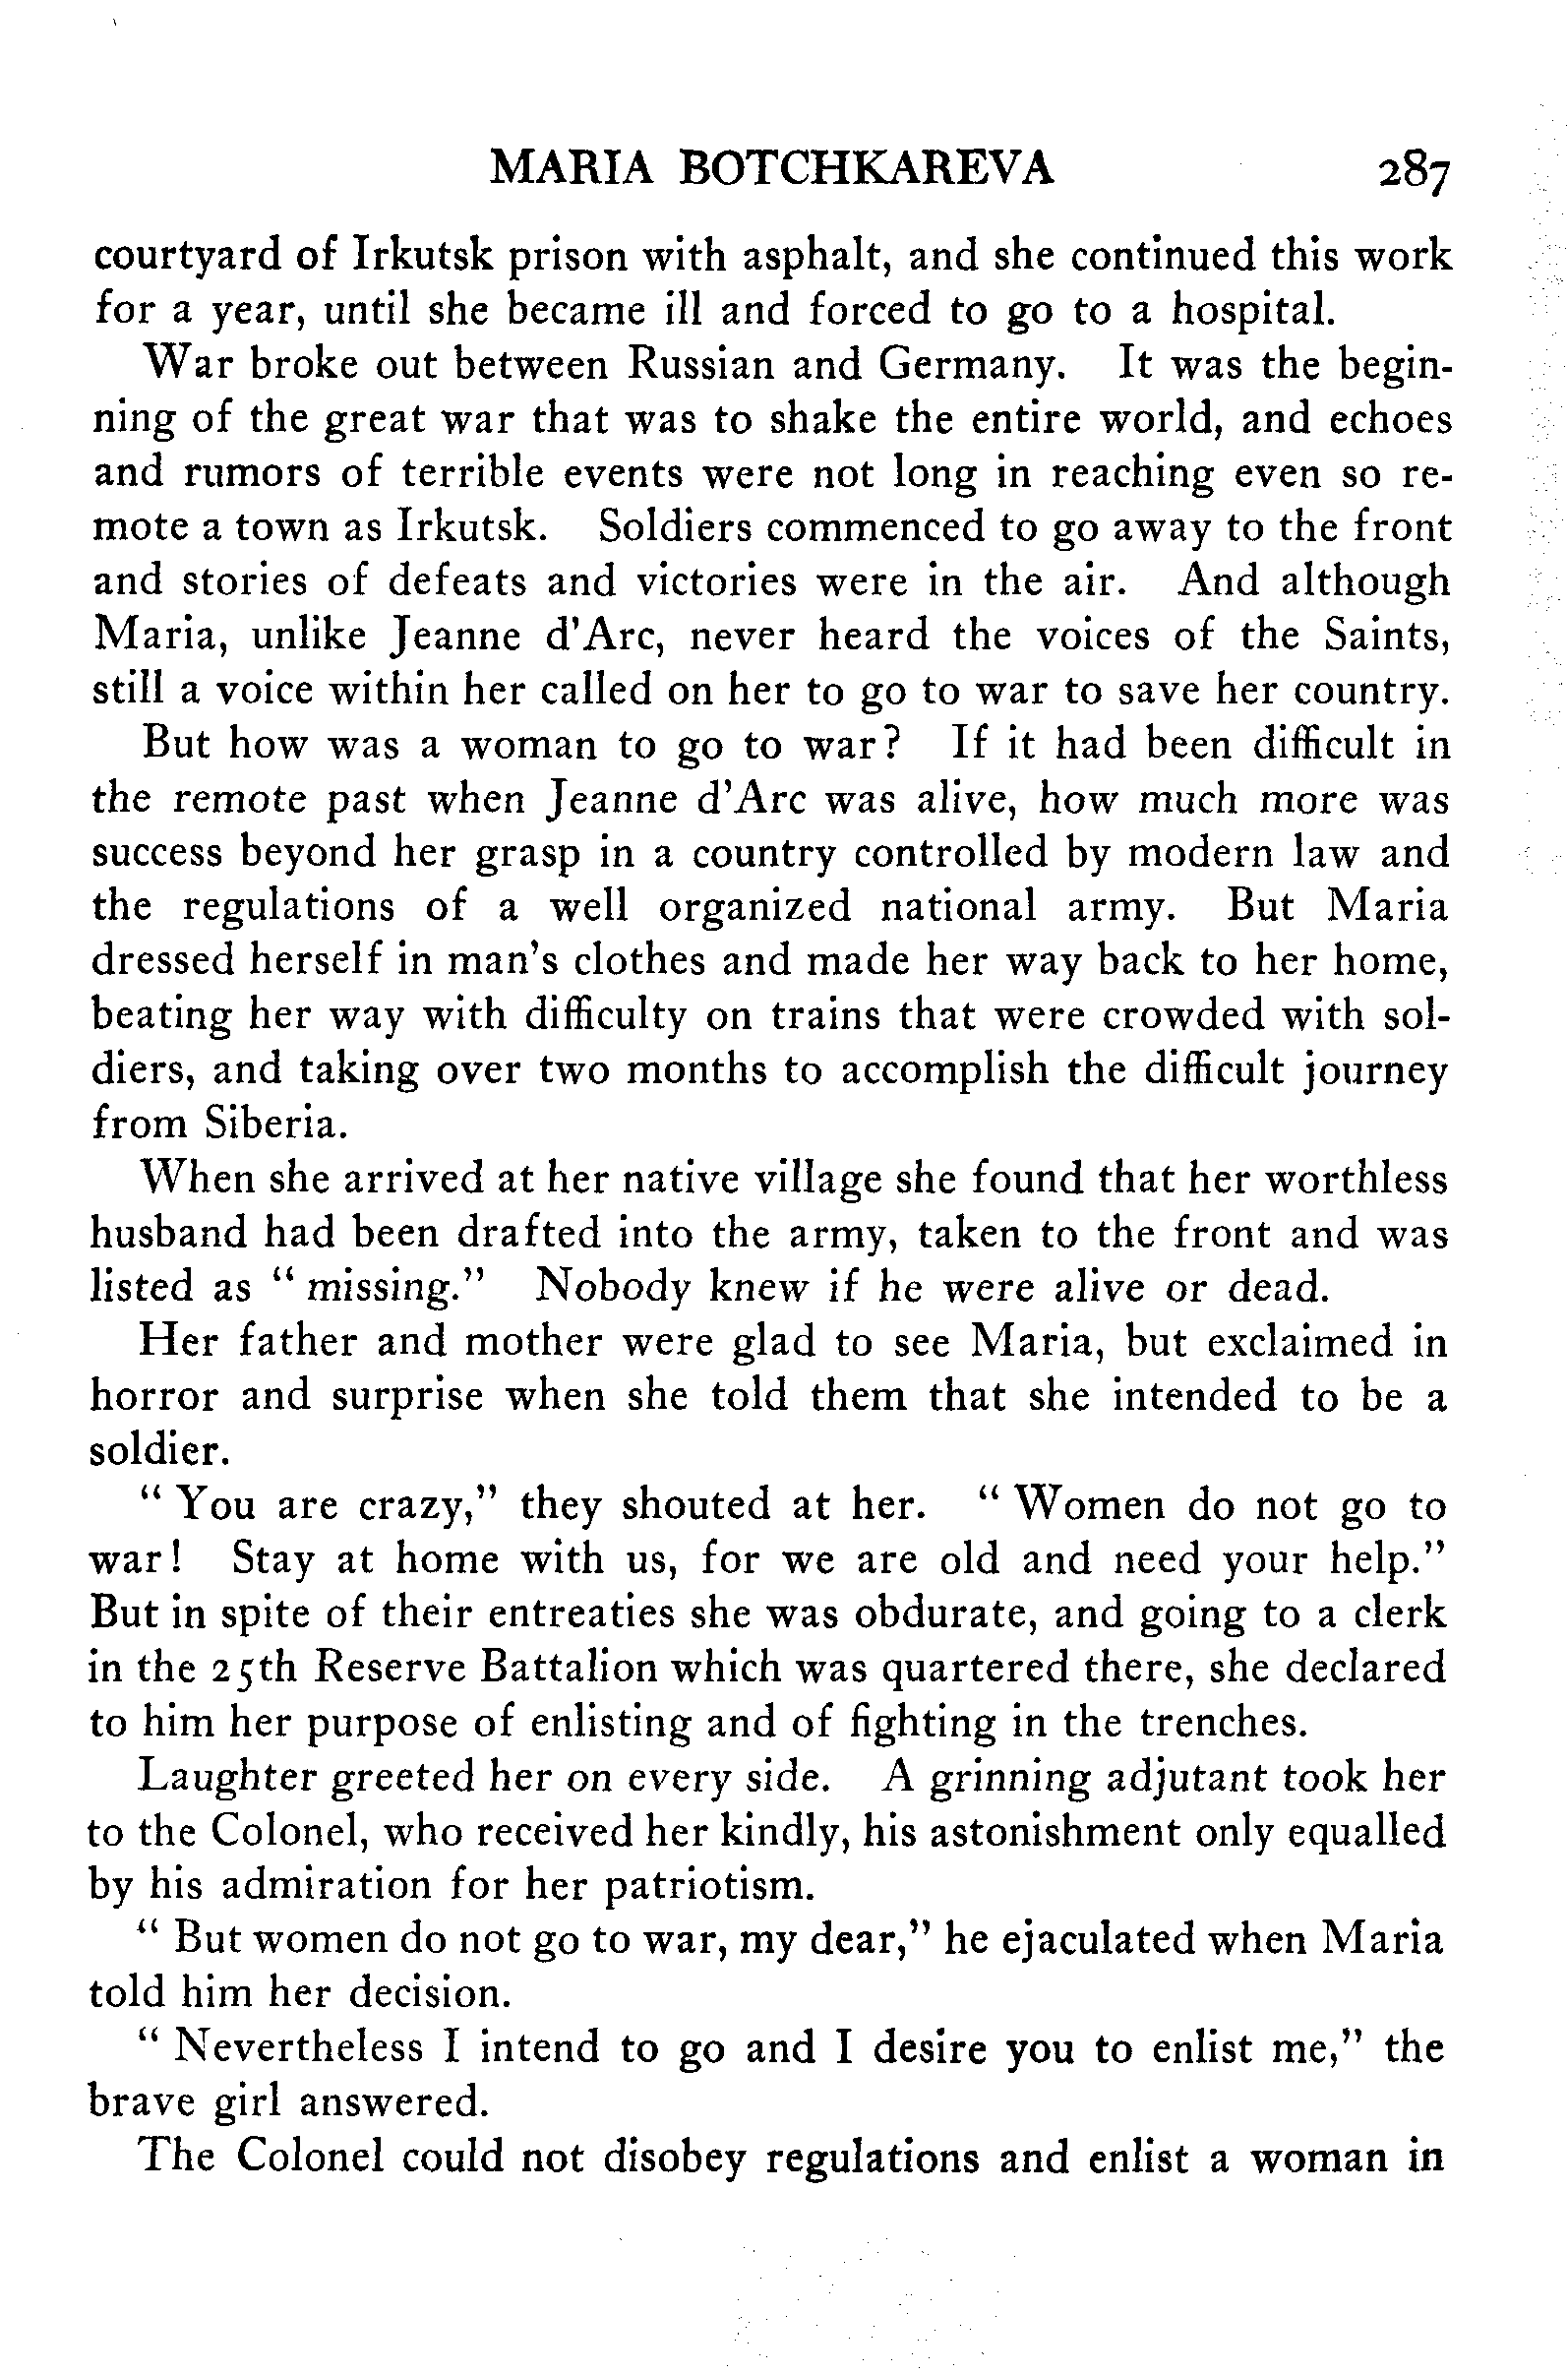 MARIA BOTCHKAREVA 287
courtyard of Irkutsk prison with asphalt, and she continued this work
for a year, until she became ill and forced to go to a hospital.
War broke out between Russian and Germany. It was the begin-
ning of the great war that was to shake the entire world, and echoes
and rumors of terrible events were not long in reaching even so re-
mote a town as Irkutsk. Soldiers commenced to go away to the front
and stories of defeats and victories were in the air. And although
Maria, unlike Jeanne d'Arc, never heard the voices of the Saints,
still a voice within her called on her to go to war to save her country.
But how was a woman to go to war? If it had been difficult in
the remote past when Jeanne d'Arc was alive, how much more was
success beyond her grasp in a country controlled by modern law and
the regulations of a well organized national army. But Maria
dressed herself in man's clothes and made her way back to her home,
beating her way with difficulty on trains that were crowded with sol-
diers, and taking over two months to accomplish the difficult journey
from Siberia.
When she arrived at her native village she found that her worthless
husband had been drafted into the army, taken to the front and was
listed as " missing." Nobody knew if he were alive or dead.
Her father and mother were glad to see Maria, but exclaimed in
horror and surprise when she told them that she intended to be a
soldier.
" You are crazy," they shouted at her. " Women do not go to
war! Stay at home with us, for we are old and need your help."
But in spite of their entreaties she was obdurate, and going to a clerk
in the 25th Reserve Battalion which was quartered there, she declared
to him her purpose of enlisting and of fighting in the trenches.
Laughter greeted her on every side. A grinning adjutant took her
to the Colonel, who received her kindly, his astonishment only equalled
by his admiration for her patriotism.
" But women do not go to war, my dear," he ejaculated when Maria
told him her decision.
" Nevertheless I intend to go and I desire you to enlist me," the
brave girl answered.
The Colonel could not disobey regulations and enlist a woman in